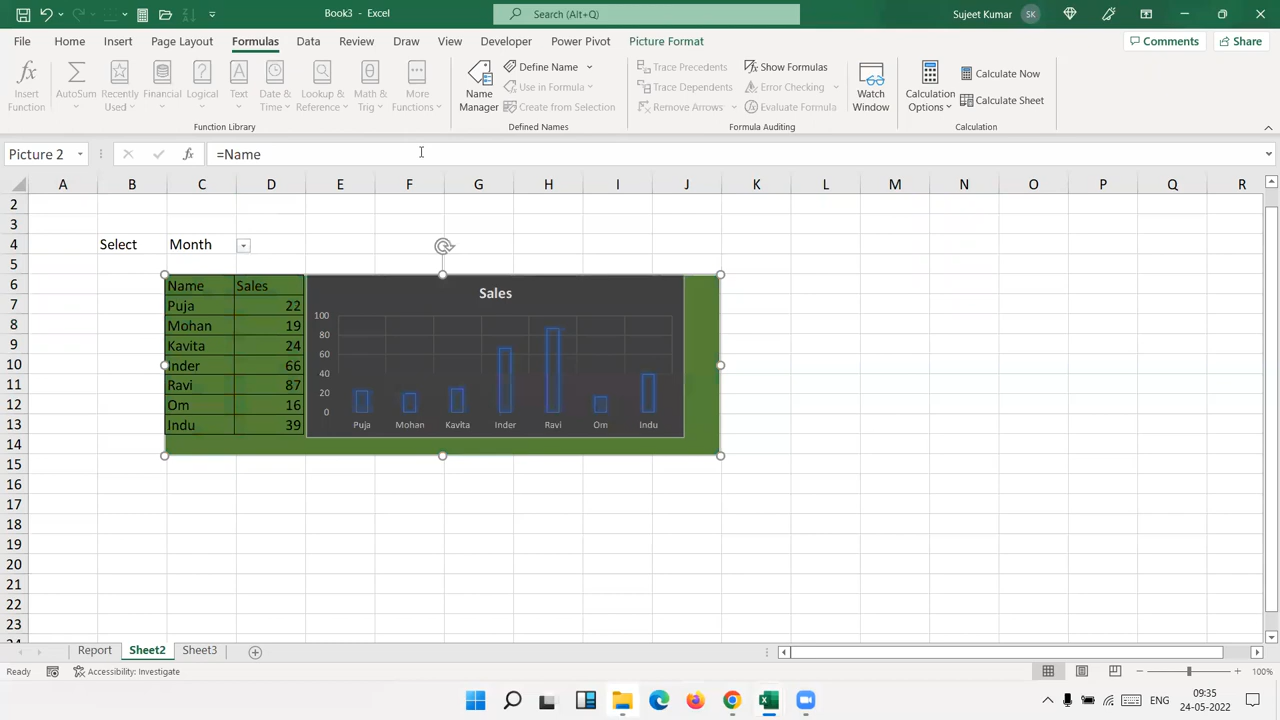 Book3 - Excel
Search (Alt+Q)
Sujeet Kumar SK
File Home Insert Page Layout Formulas Data Review View Draw Developer Power Pivot Picture Format
Comments Share
Insert Function
AutoSum
Recently Used
Financial
Logical
Text
Date & Time
Lookup & Reference
Math & Trig
More Functions
Function Library
Name Manager
Define Name
Use in Formula
Create from Selection
Defined Names
Trace Precedents
Trace Dependents
Remove Arrows
Show Formulas
Error Checking
Evaluate Formula
Formula Auditing
Watch Window
Calculation Options
Calculate Now
Calculate Sheet
Calculation
Picture 2 fx =Name
A B C D E F G H I J K L M N O P Q R
2
3
4 Select Month
5
6 Name Sales
7 Puja 22
8 Mohan 19
9 Kavita 24
10 Inder 66
11 Ravi 87
12 Om 16
13 Indu 39
14
15
16
17
18
19
20
21
22
23
Sales
100
80
60
40
20
0
Puja Mohan Kavita Inder Ravi Om Indu
Report Sheet2 Sheet3
Ready Accessibility: Investigate 100%
ENG 09:35
24-05-2022